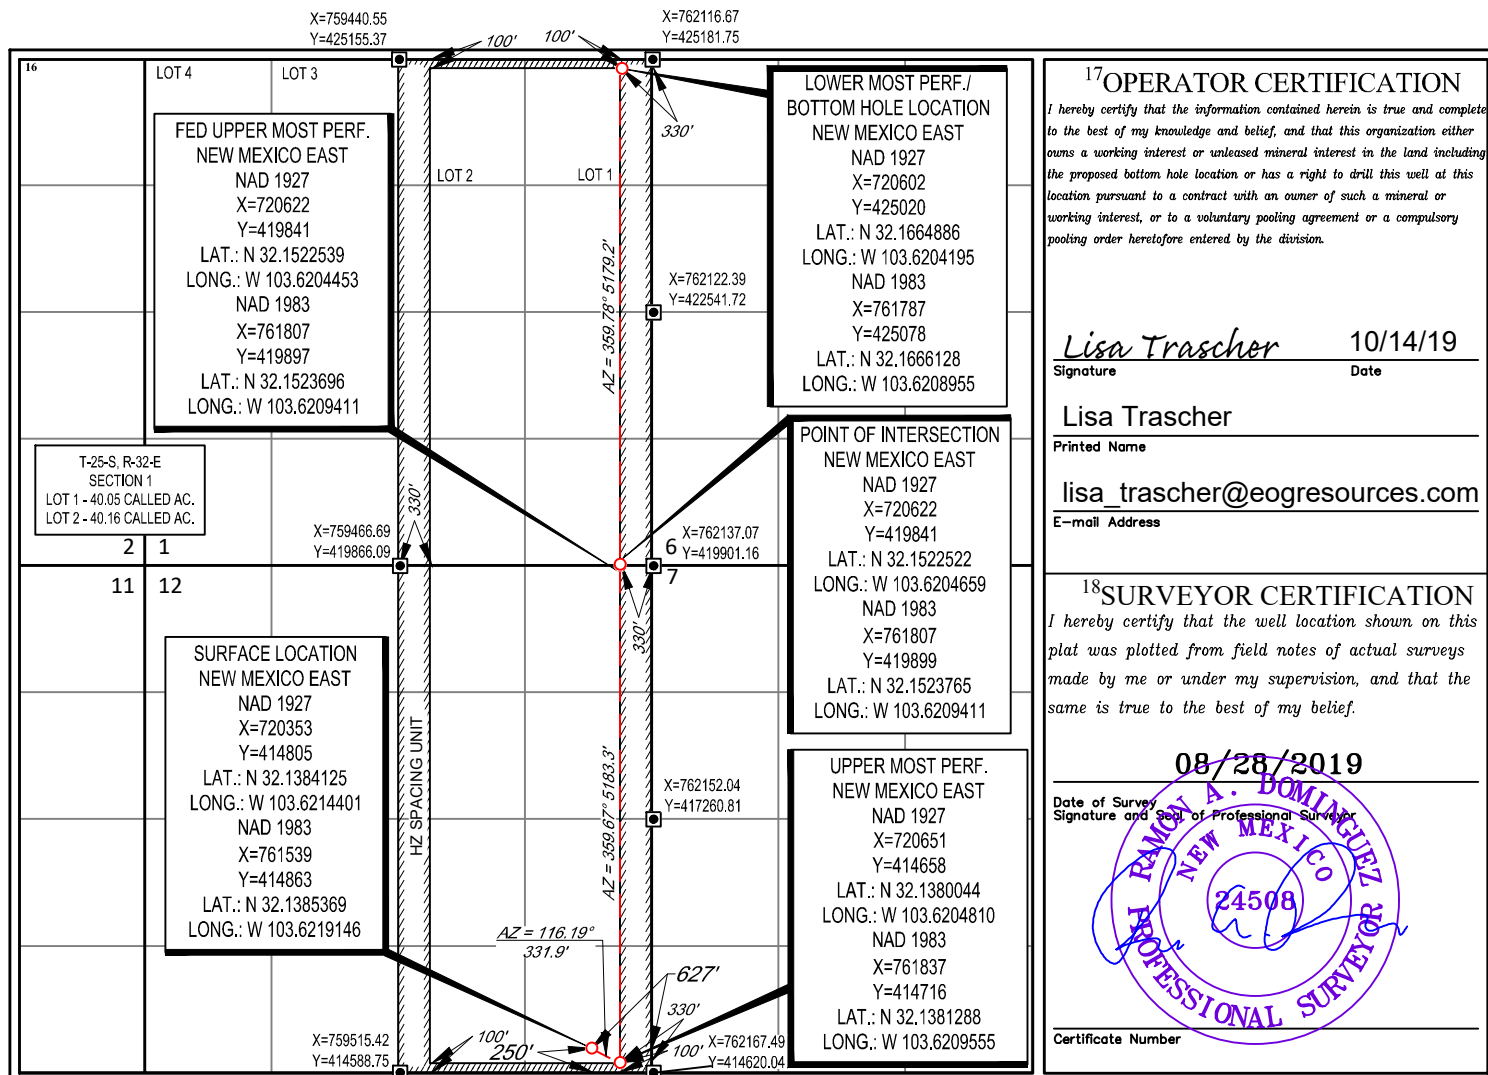 X=759440.55
Y=425155.37
X=762116.67
Y=425181.75
100'
100'
16
LOT 4
LOT 3
330'
LOT 2
LOT 1
FED UPPER MOST PERF.
NEW MEXICO EAST
NAD 1927
X=720622
Y=419841
LAT.: N 32.1522539
LONG.: W 103.6204453
NAD 1983
X=761807
Y=419897
LAT.: N 32.1523696
LONG.: W 103.6209411
LOWER MOST PERF./
BOTTOM HOLE LOCATION
NEW MEXICO EAST
NAD 1927
X=720602
Y=425020
LAT.: N 32.1664886
LONG.: W 103.6204195
NAD 1983
X=761787
Y=425078
LAT.: N 32.1666128
LONG.: W 103.6208955
AZ = 359.78° 5179.2'
X=762122.39
Y=422541.72
T-25-S, R-32-E
SECTION 1
LOT 1 - 40.05 CALLED AC.
LOT 2 - 40.16 CALLED AC.
2 1
11 12
330'
X=759466.69
Y=419866.09
X=762137.07
Y=419901.16
6
7
330'
POINT OF INTERSECTION
NEW MEXICO EAST
NAD 1927
X=720622
Y=419841
LAT.: N 32.1522522
LONG.: W 103.6204659
NAD 1983
X=761807
Y=419899
LAT.: N 32.1523765
LONG.: W 103.6209411
SURFACE LOCATION
NEW MEXICO EAST
NAD 1927
X=720353
Y=414805
LAT.: N 32.1384125
LONG.: W 103.6214401
NAD 1983
X=761539
Y=414863
LAT.: N 32.1385369
LONG.: W 103.6219146
HZ SPACING UNIT
AZ = 359.67° 5183.3'
X=762152.04
Y=417260.81
UPPER MOST PERF.
NEW MEXICO EAST
NAD 1927
X=720651
Y=414658
LAT.: N 32.1380044
LONG.: W 103.6204810
NAD 1983
X=761837
Y=414716
LAT.: N 32.1381288
LONG.: W 103.6209555
AZ = 116.19°
331.9'
627'
330'
100'
250'
100'
X=759515.42
Y=414588.75
X=762167.49
Y=414620.04
17 OPERATOR CERTIFICATION
I hereby certify that the information contained herein is true and complete
to the best of my knowledge and belief, and that this organization either
owns a working interest or unleased mineral interest in the land including
the proposed bottom hole location or has a right to drill this well at this
location pursuant to a contract with an owner of such a mineral or
working interest, or to a voluntary pooling agreement or a compulsory
pooling order heretofore entered by the division.
Lisa Trascher 10/14/19
Signature Date
Lisa Trascher
Printed Name
lisa_trascher@eogresources.com
E-mail Address
18 SURVEYOR CERTIFICATION
I hereby certify that the well location shown on this
plat was plotted from field notes of actual surveys
made by me or under my supervision, and that the
same is true to the best of my belief.
08/28/2019
Date of Survey
Signature and Seal of Professional Surveyor
RAMON A. DOMINGUEZ
NEW MEXICO
24508
PROFESSIONAL SURVEYOR
Certificate Number